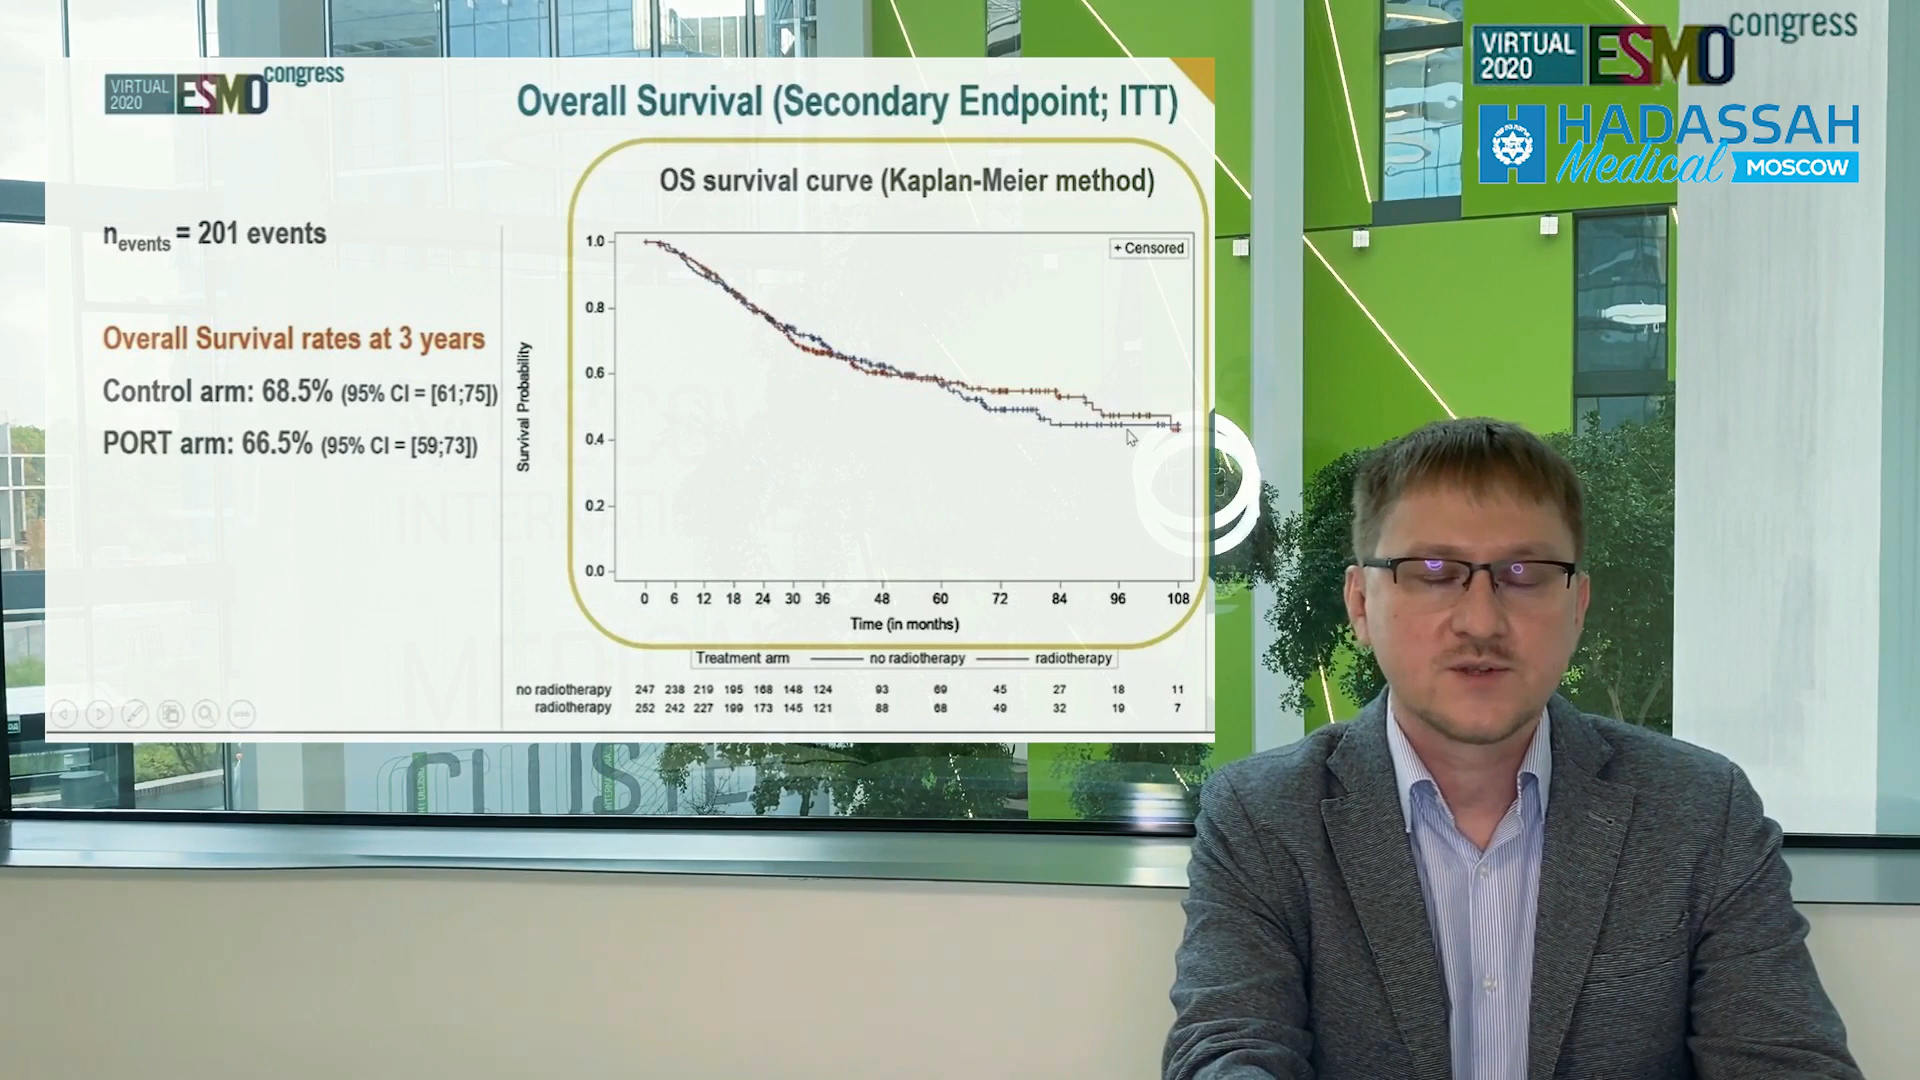 VIRTUAL
2020
ESMO congress
Overall Survival (Secondary Endpoint; ITT)
n events = 201 events
Overall Survival rates at 3 years
Control arm: 68.5% (95% CI = [61;75])
PORT arm: 66.5% (95% CI = [59;73])
OS survival curve (Kaplan-Meier method)
+ Censored
Survival Probability
1.0
0.8
0.6
0.4
0.2
0.0
0 6 12 18 24 30 36 48 60 72 84 96 108
Time (in months)
Treatment arm no radiotherapy radiotherapy
no radiotherapy 247 238 219 195 168 148 124 93 69 45 27 18 11
radiotherapy 252 242 227 199 173 145 121 88 68 49 32 19 7
VIRTUAL
2020
ESMO congress
HADASSAH
Medical MOSCOW
CLUSTER